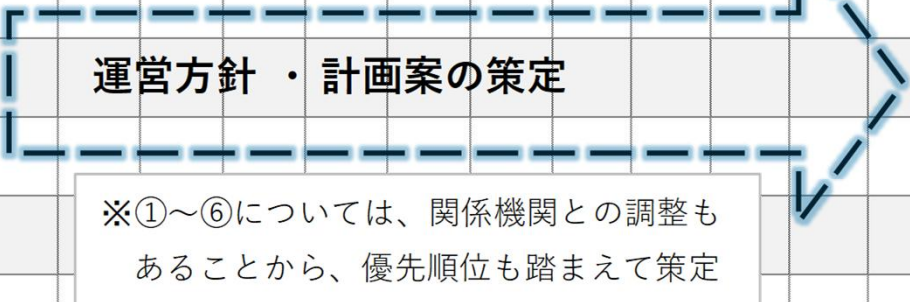 運営方針 ・ 計画案の策定
※①～⑥については、関係機関との調整も
あることから、優先順位も踏まえて策定